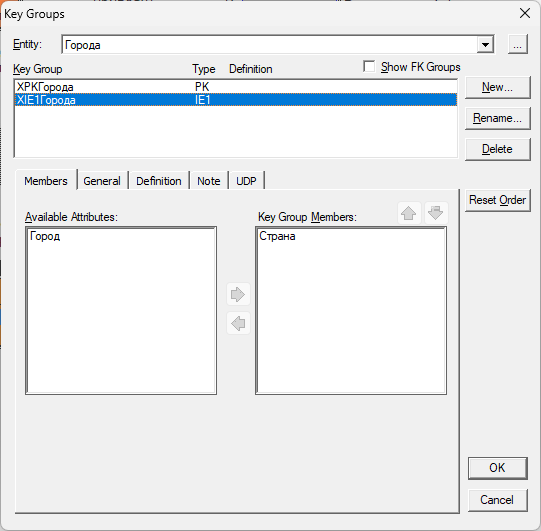 Key Groups
Entity: Города ...
Key Group Type Definition Show FK Groups
XPKГорода PK
XIE1Города IE1
New...
Rename...
Delete
Members General Definition Note UDP
Reset Order
Available Attributes: Key Group Members:
Город Страна
OK
Cancel